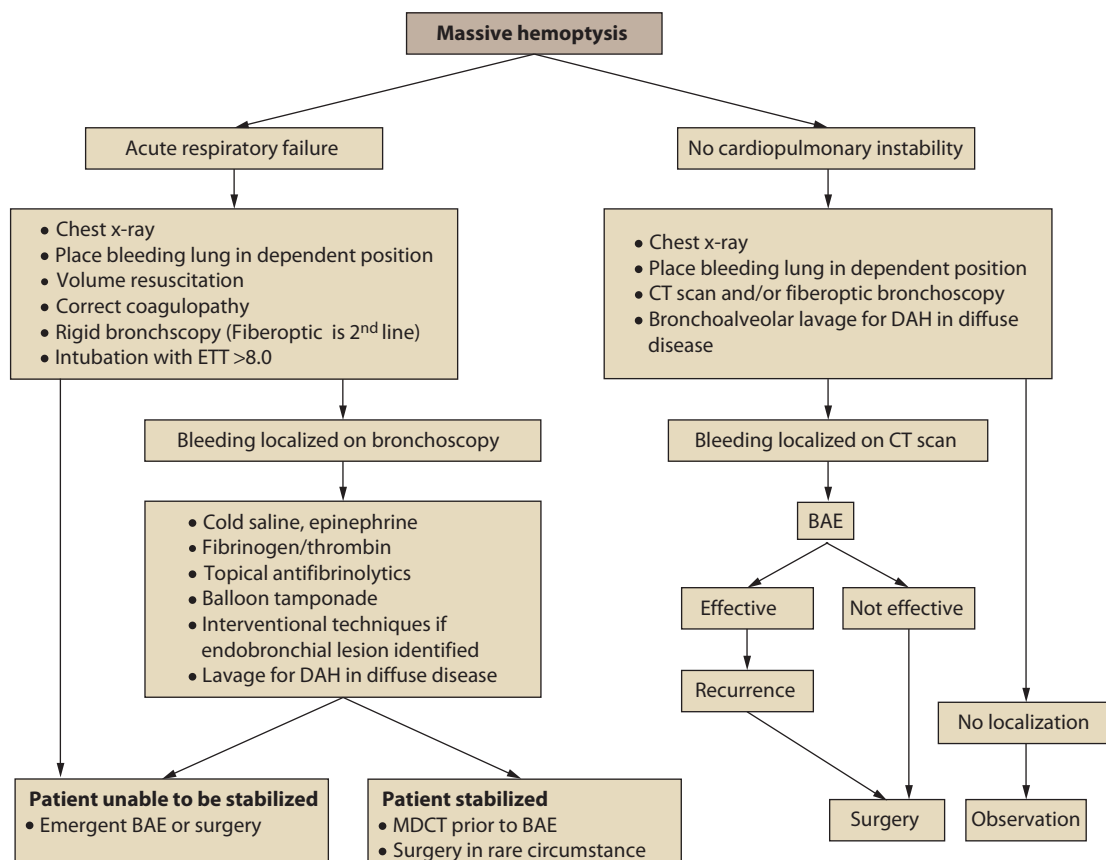 Massive hemoptysis
Acute respiratory failure
No cardiopulmonary instability
• Chest x-ray
• Place bleeding lung in dependent position
• Volume resuscitation
• Correct coagulopathy
• Rigid bronchscopy (Fiberoptic is 2nd line)
• Intubation with ETT >8.0
• Chest x-ray
• Place bleeding lung in dependent position
• CT scan and/or fiberoptic bronchoscopy
• Bronchoalveolar lavage for DAH in diffuse
disease
Bleeding localized on bronchoscopy
Bleeding localized on CT scan
• Cold saline, epinephrine
• Fibrinogen/thrombin
• Topical antifibrinolytics
• Balloon tamponade
• Interventional techniques if
endobronchial lesion identified
• Lavage for DAH in diffuse disease
BAE
Effective
Not effective
Recurrence
No localization
Patient unable to be stabilized
• Emergent BAE or surgery
Patient stabilized
• MDCT prior to BAE
• Surgery in rare circumstance
Surgery
Observation